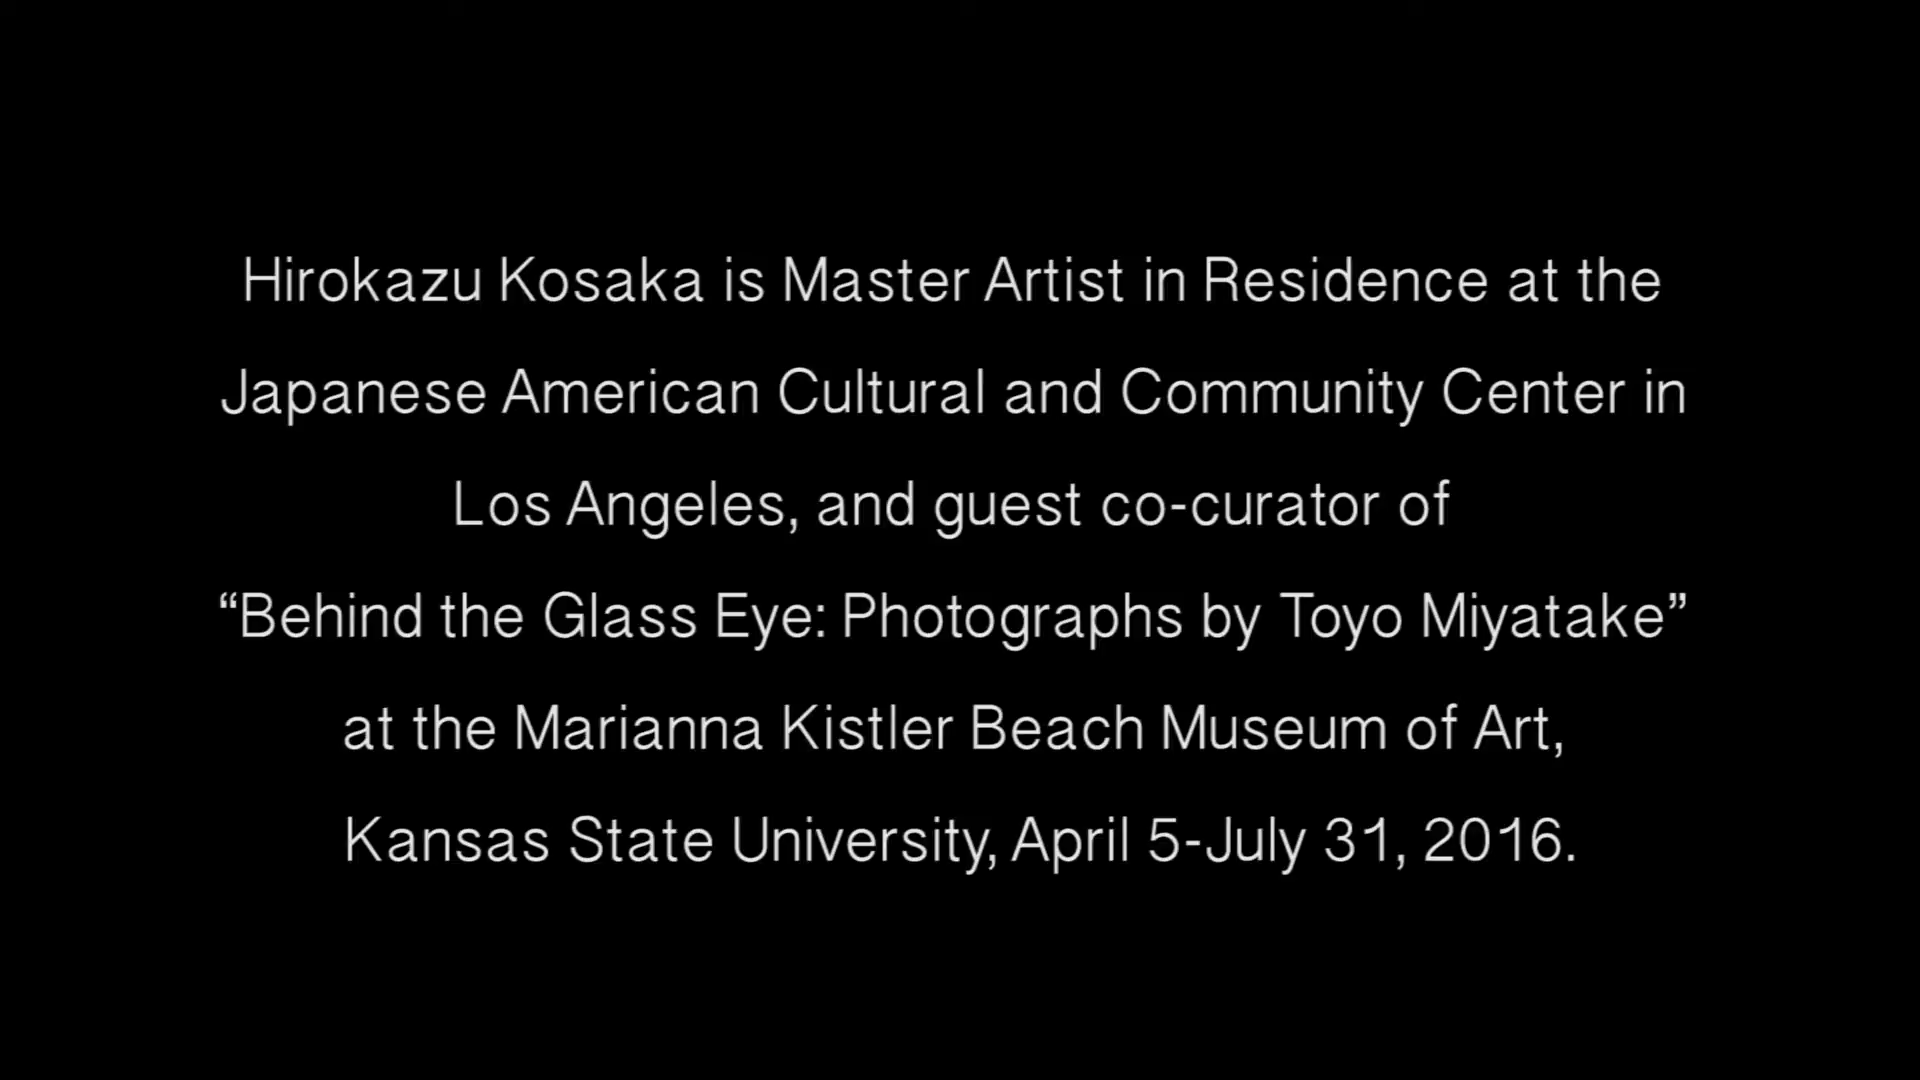 Hirokazu Kosaka is Master Artist in Residence at the
Japanese American Cultural and Community Center in
Los Angeles, and guest co-curator of
“Behind the Glass Eye: Photographs by Toyo Miyatake”
at the Marianna Kistler Beach Museum of Art,
Kansas State University, April 5-July 31, 2016.